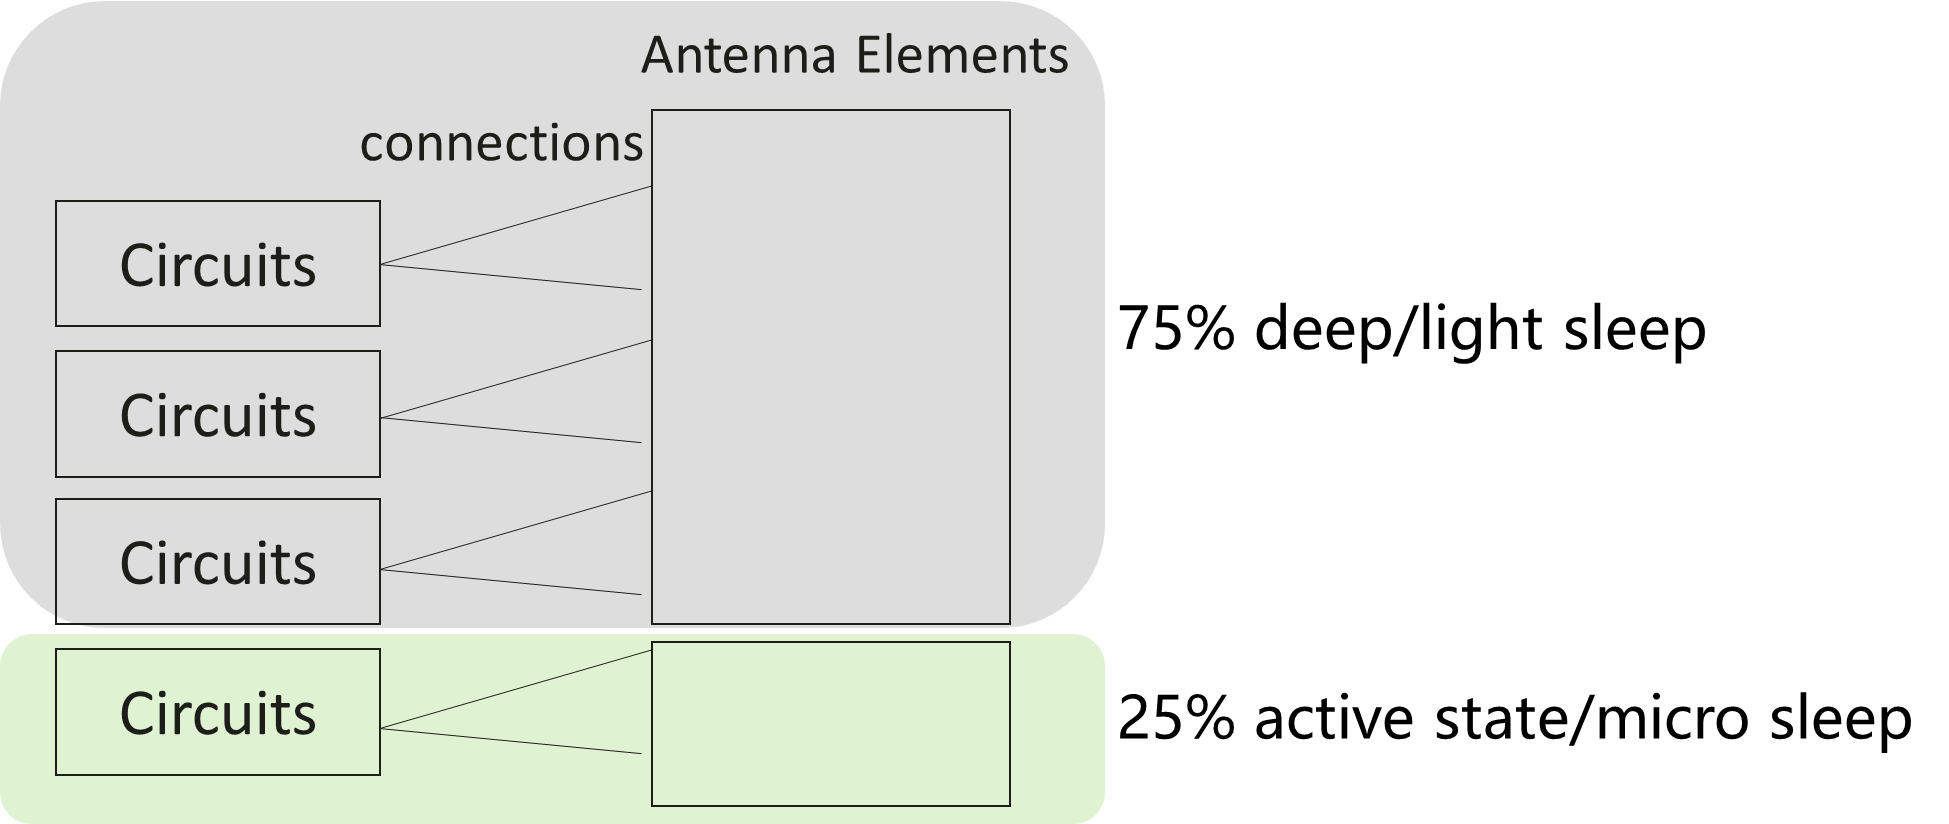 Antenna Elements
connections
Circuits
Circuits
75% deep/light sleep
Circuits
Circuits
25% active state/micro sleep